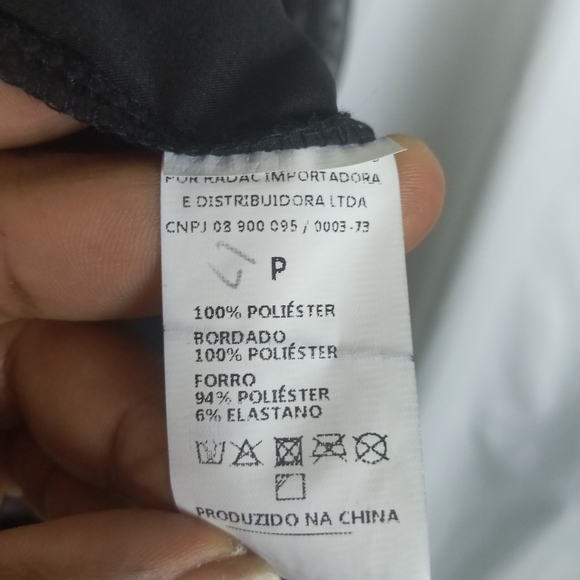 POR RADAC IMPORTADORA
E DISTRIBUIDORA LTDA
CNPJ 08 900 095 / 0003-73
P
100% POLIÉSTER
BORDADO
100% POLIÉSTER
FORRO
94% POLIÉSTER
6% ELASTANO
PRODUZIDO NA CHINA